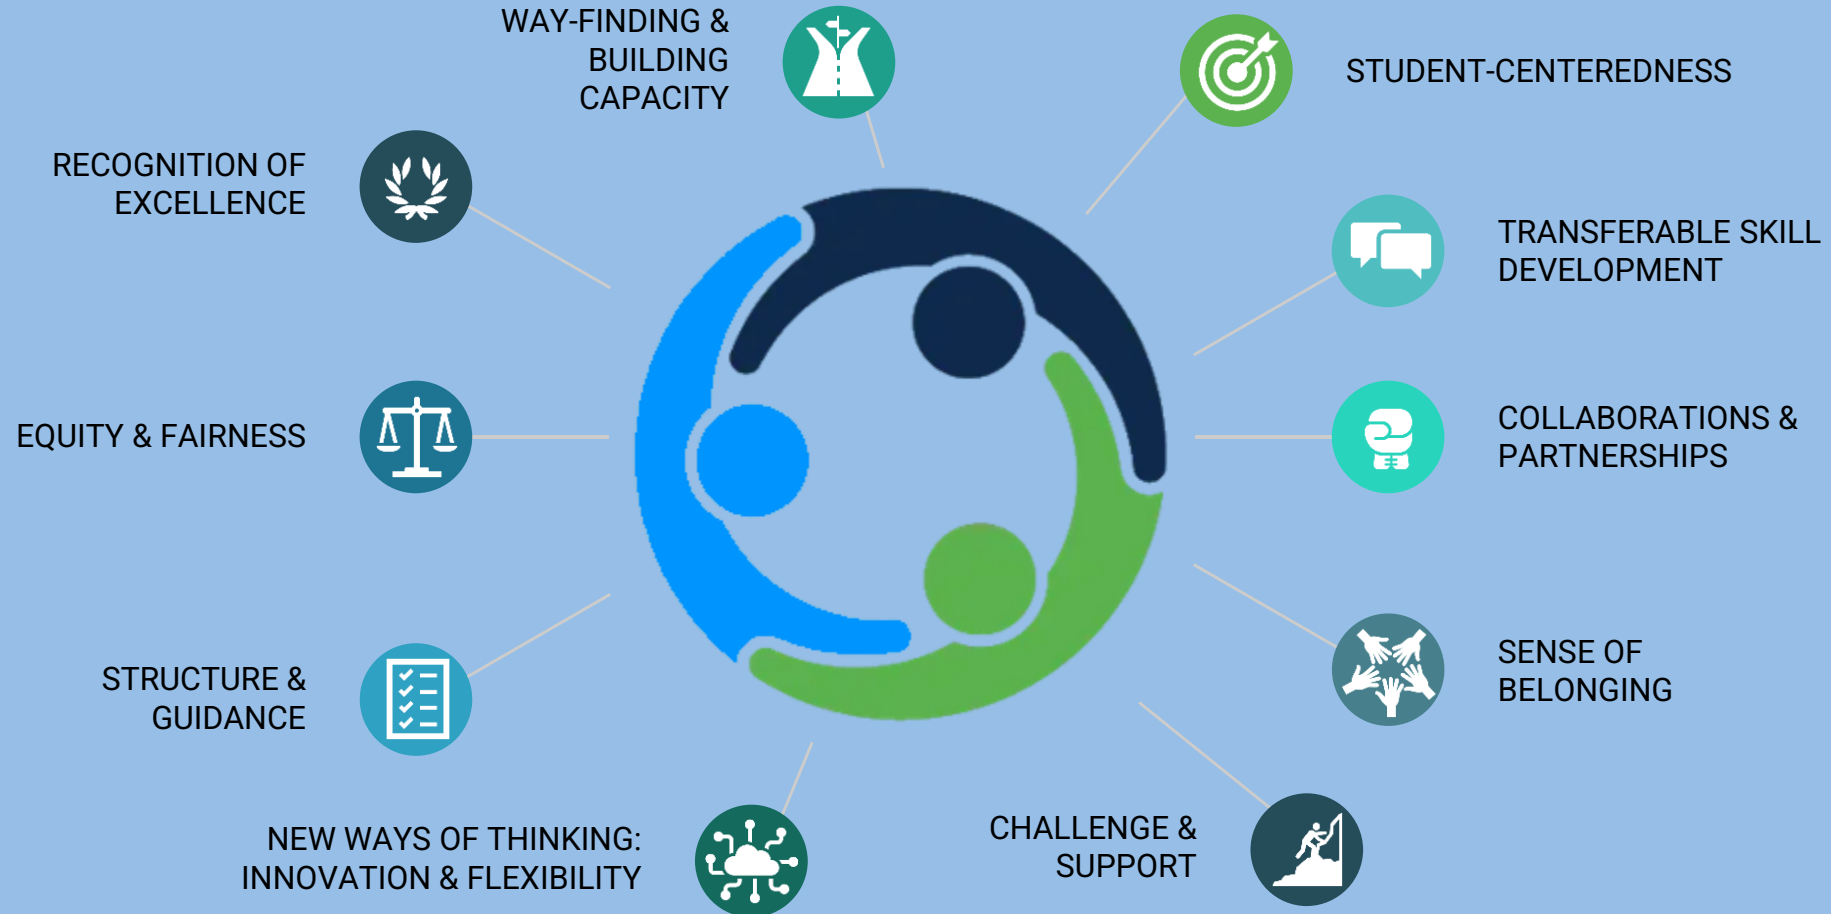 WAY-FINDING &
BUILDING
CAPACITY
STUDENT-CENTEREDNESS
RECOGNITION OF
EXCELLENCE
TRANSFERABLE SKILL
DEVELOPMENT
EQUITY & FAIRNESS
COLLABORATIONS &
PARTNERSHIPS
STRUCTURE &
GUIDANCE
SENSE OF
BELONGING
NEW WAYS OF THINKING:
INNOVATION & FLEXIBILITY
CHALLENGE &
SUPPORT